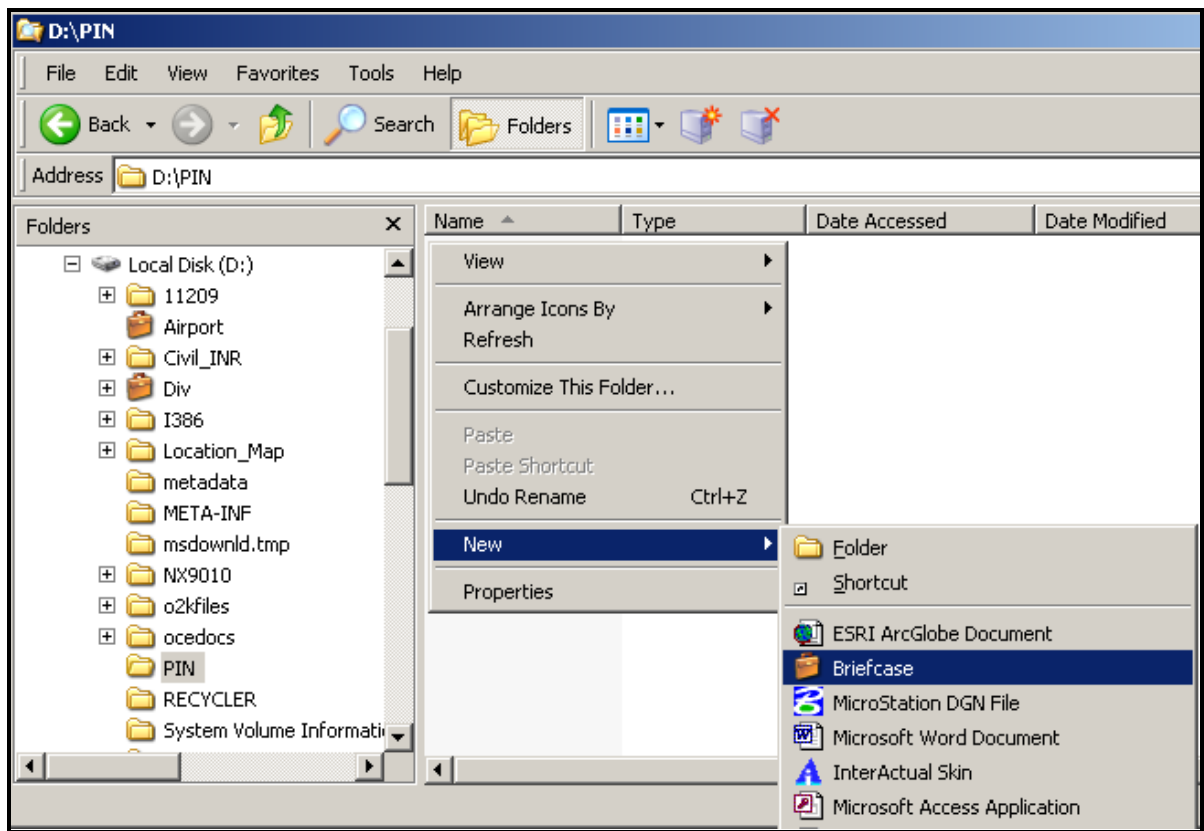 D:\PIN
File Edit View Favorites Tools Help
Back Search Folders
Address D:\PIN
Folders
Name Type Date Accessed Date Modified
Local Disk (D:)
11209
Airport
Civil_INR
Div
I386
Location_Map
metadata
META-INF
msdownld.tmp
NX9010
o2kfiles
ocedocs
PIN
RECYCLER
System Volume Informati
View
Arrange Icons By
Refresh
Customize This Folder...
Paste
Paste Shortcut
Undo Rename Ctrl+Z
New
Properties
Folder
Shortcut
ESRI ArcGlobe Document
Briefcase
MicroStation DGN File
Microsoft Word Document
InterActual Skin
Microsoft Access Application